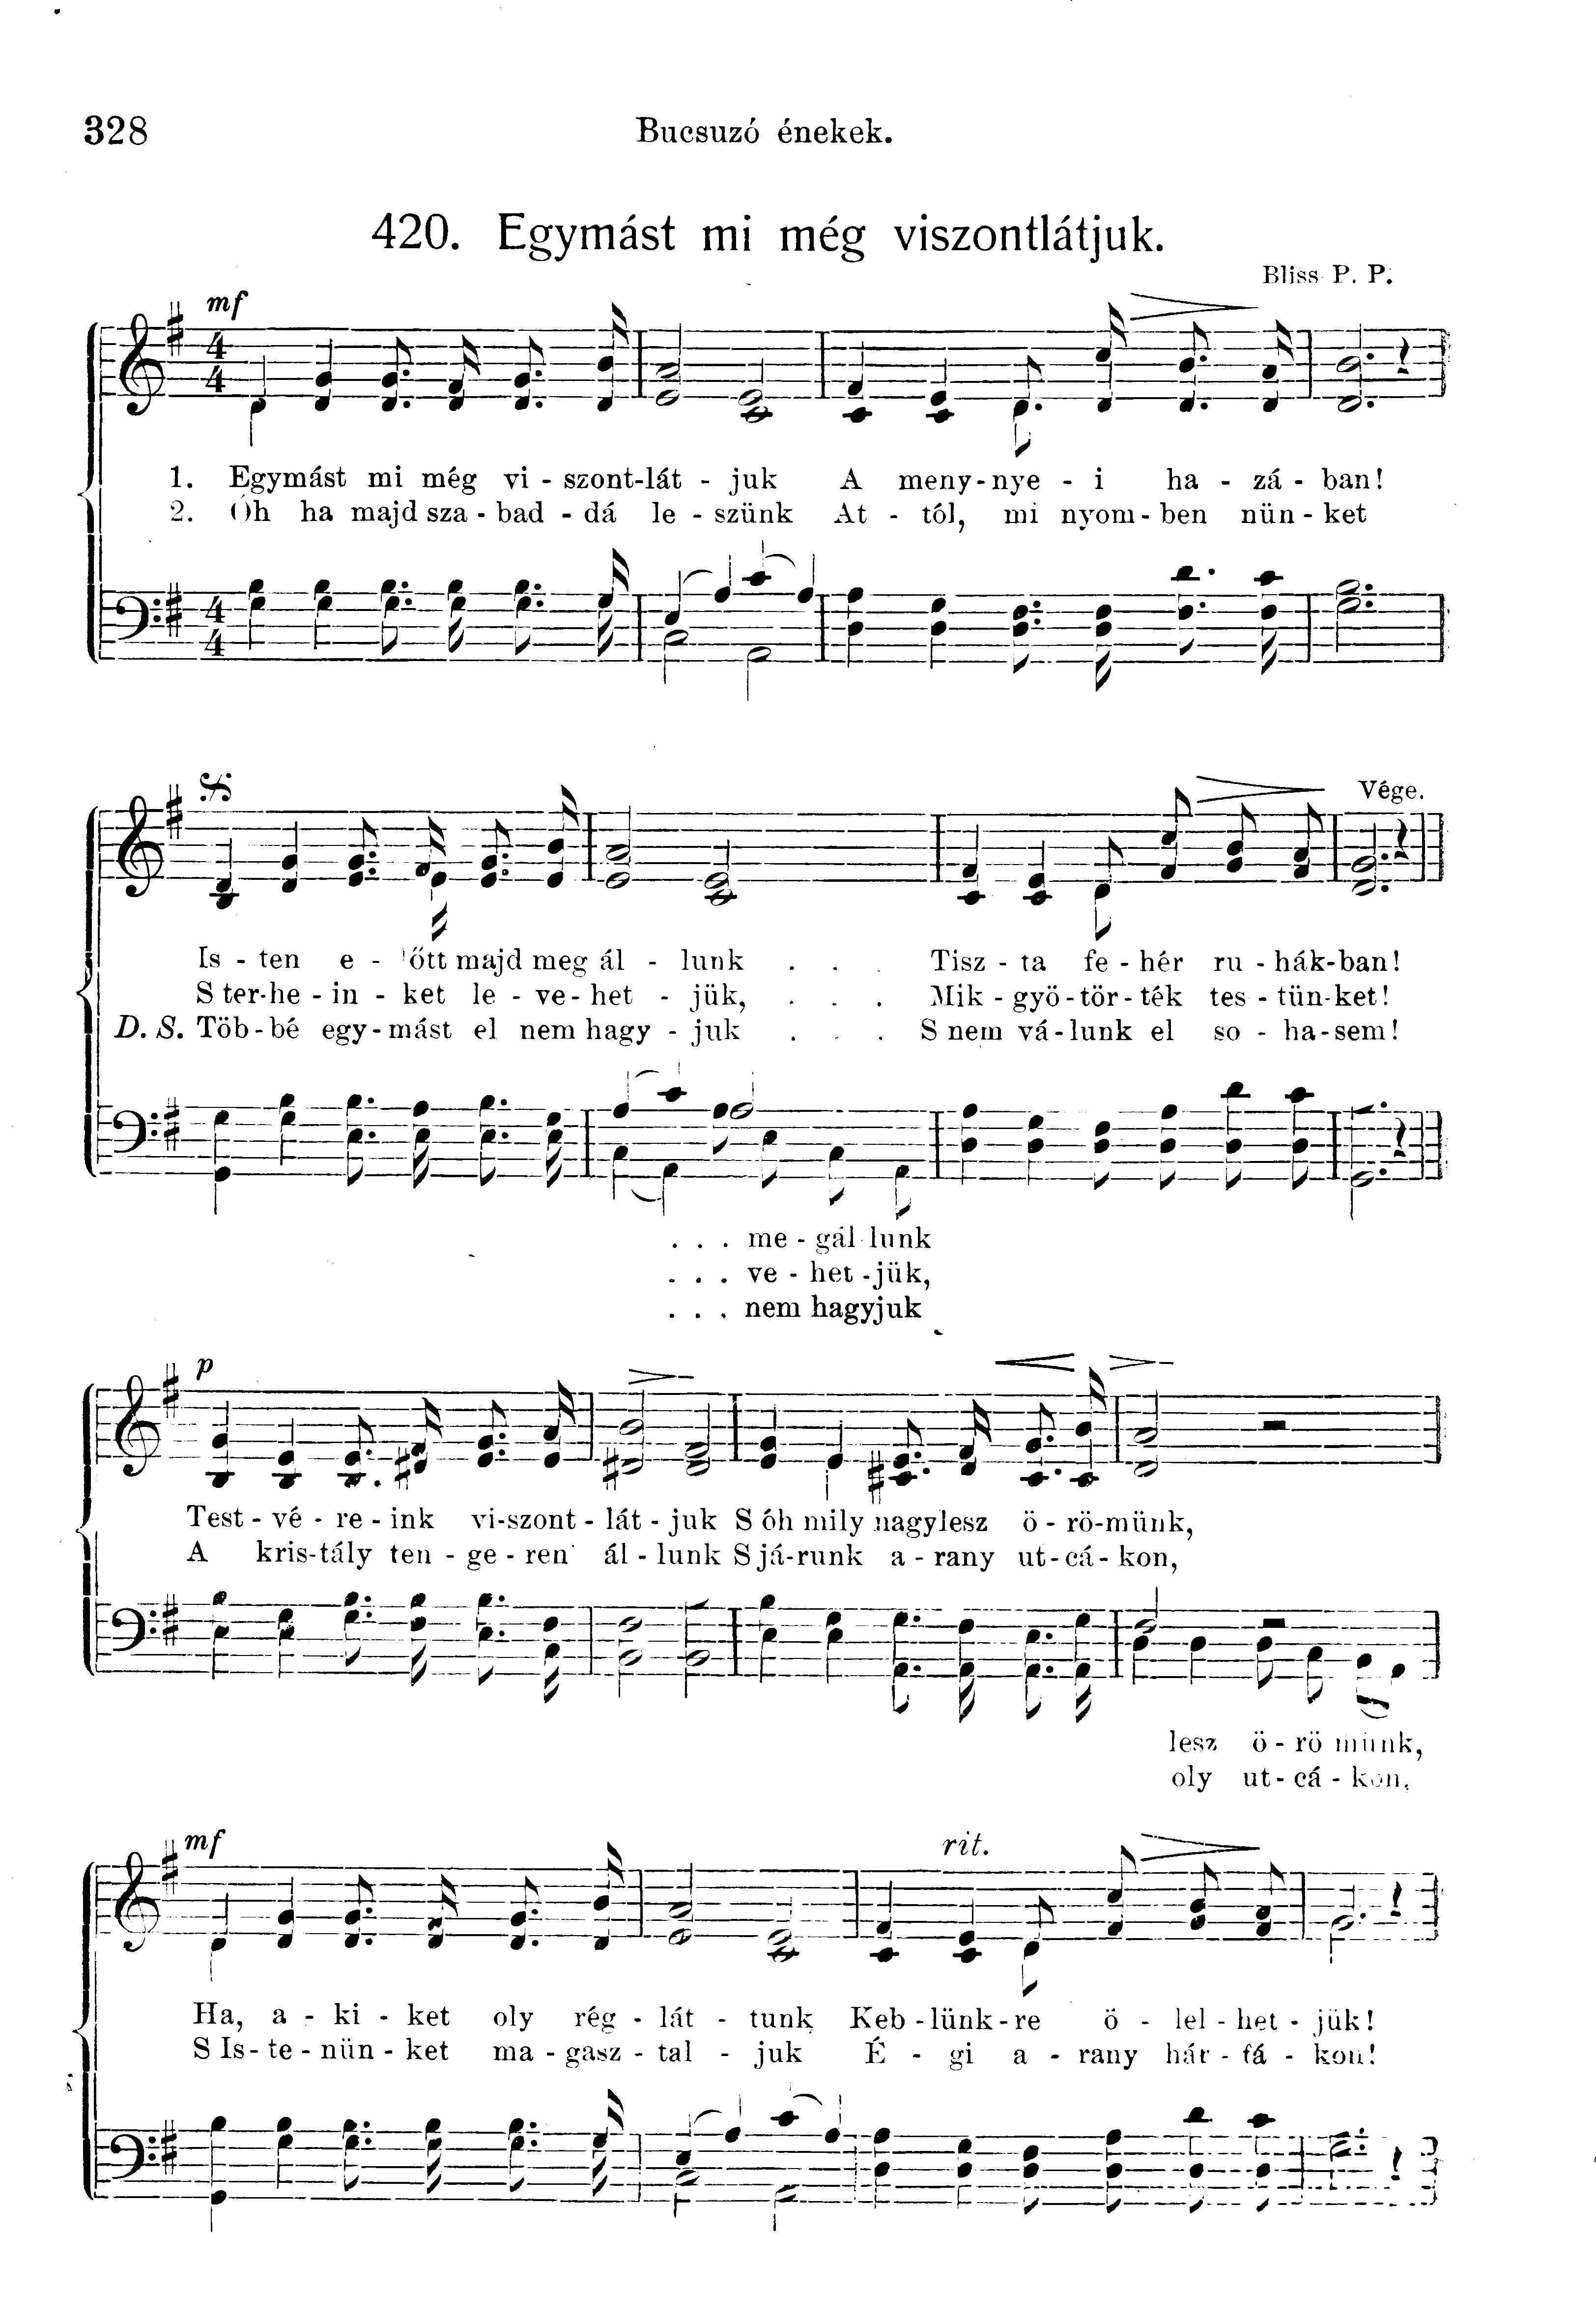 328
Bucsuzó énekek.
420. Egymást mi még viszontlátjuk.
Bliss P. P.
mf
1. Egymást mi még vi - szont-lát - juk A meny-nye - i ha - zá - ban!
2. Óh ha majd sza - bad - dá le - szünk At - tól, mi nyom - ben nün - ket
Vége.
Is - ten e - lőtt majd meg ál - lunk . . . Tisz - ta fe - hér ru - hák-ban!
S ter-he - in - ket le - ve - het - jük, . . . Mik - gyö-tör-ték tes - tün-ket!
D. S. Töb - bé egy - mást el nem hagy - juk . . . S nem vá - lunk el so - ha-sem!
. . . me - gál lunk
. . . ve - het - jük,
. . . nem hagyjuk
p
Test - vé - re - ink vi-szont - lát - juk S óh mily nagy lesz ö - rö-münk,
A kris-tály ten - ge - ren ál - lunk S já-runk a - rany ut-cá - kon,
lesz ö - rö münk,
oly ut - cá - kon,
mf
rit.
Ha, a - ki - ket oly rég - lát - tunk Keb - lünk - re ö - lel - het - jük!
S Is - te - nün - ket ma - gasz - tal - juk É - gi a - rany hár - fá - kon!